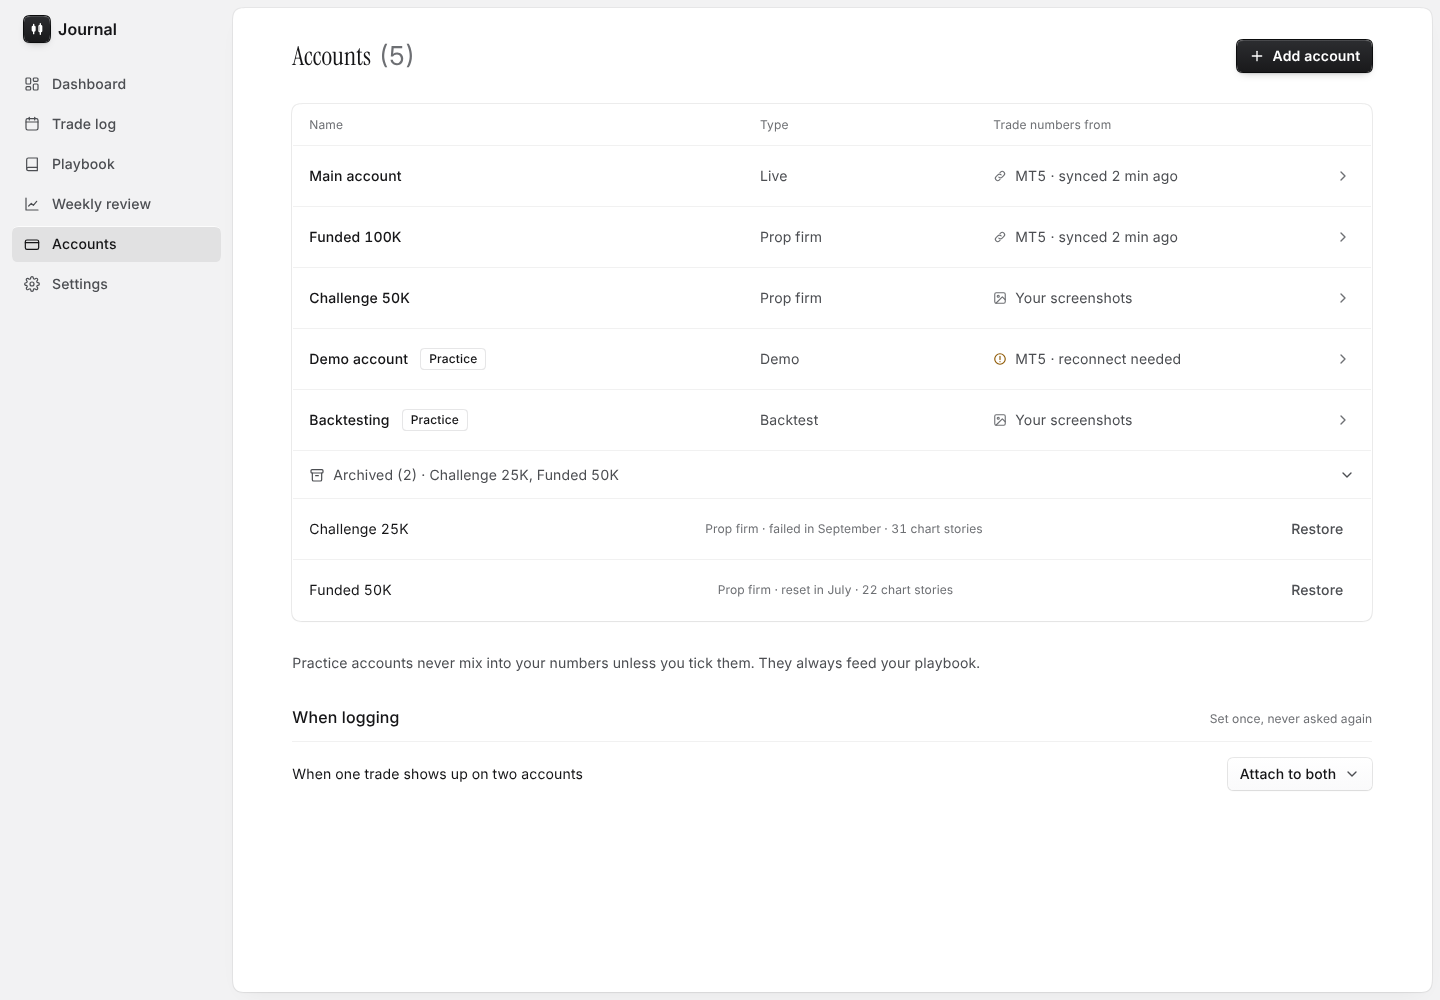 Journal
Dashboard
Trade log
Playbook
Weekly review
Accounts
Settings
Accounts (5)
Add account
Name Type Trade numbers from
Main account Live MT5 · synced 2 min ago
Funded 100K Prop firm MT5 · synced 2 min ago
Challenge 50K Prop firm Your screenshots
Demo account Practice Demo MT5 · reconnect needed
Backtesting Practice Backtest Your screenshots
Archived (2) · Challenge 25K, Funded 50K
Challenge 25K Prop firm · failed in September · 31 chart stories Restore
Funded 50K Prop firm · reset in July · 22 chart stories Restore
Practice accounts never mix into your numbers unless you tick them. They always feed your playbook.
When logging Set once, never asked again
When one trade shows up on two accounts Attach to both